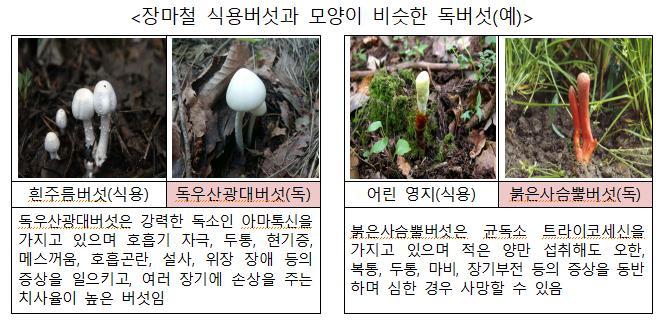 <장마철 식용버섯과 모양이 비슷한 독버섯(예)>
흰주름버섯(식용)
독우산광대버섯(독)
어린 영지(식용)
붉은사슴뿔버섯(독)
독우산광대버섯은 강력한 독소인 아마톡신을
가지고 있으며 호흡기 자극, 두통, 현기증,
메스꺼움, 호흡곤란, 설사, 위장 장애 등의
증상을 일으키고, 여러 장기에 손상을 주는
치사율이 높은 버섯임
붉은사슴뿔버섯은 균독소 트라이코세신을
가지고 있으며 적은 양만 섭취해도 오한,
복통, 두통, 마비, 장기부전 등의 증상을 동반
하며 심한 경우 사망할 수 있음